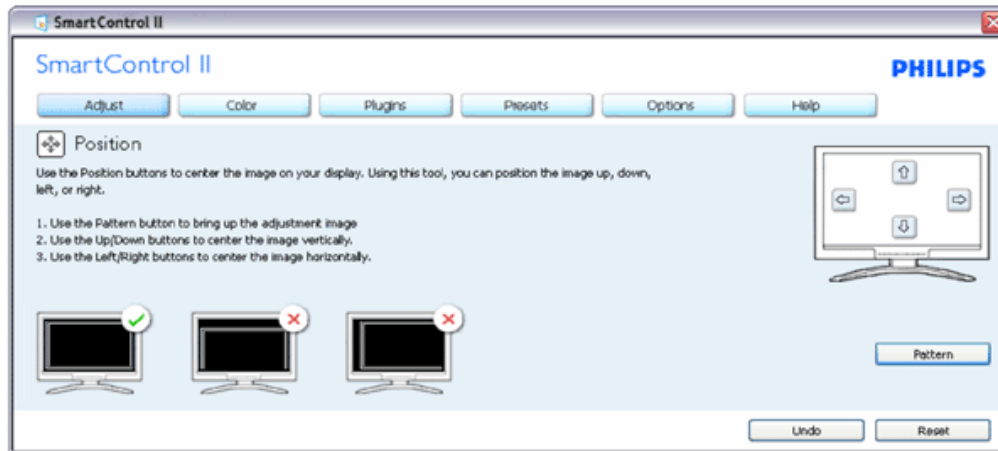 SmartControl II
SmartControl II
PHILIPS
Adjust Color Plugins Presets Options Help
Position
Use the Position buttons to center the image on your display. Using this tool, you can position the image up, down,
left, or right.
1. Use the Pattern button to bring up the adjustment image
2. Use the Up/Down buttons to center the image vertically.
3. Use the Left/Right buttons to center the image horizontally.
Pattern
Undo Reset